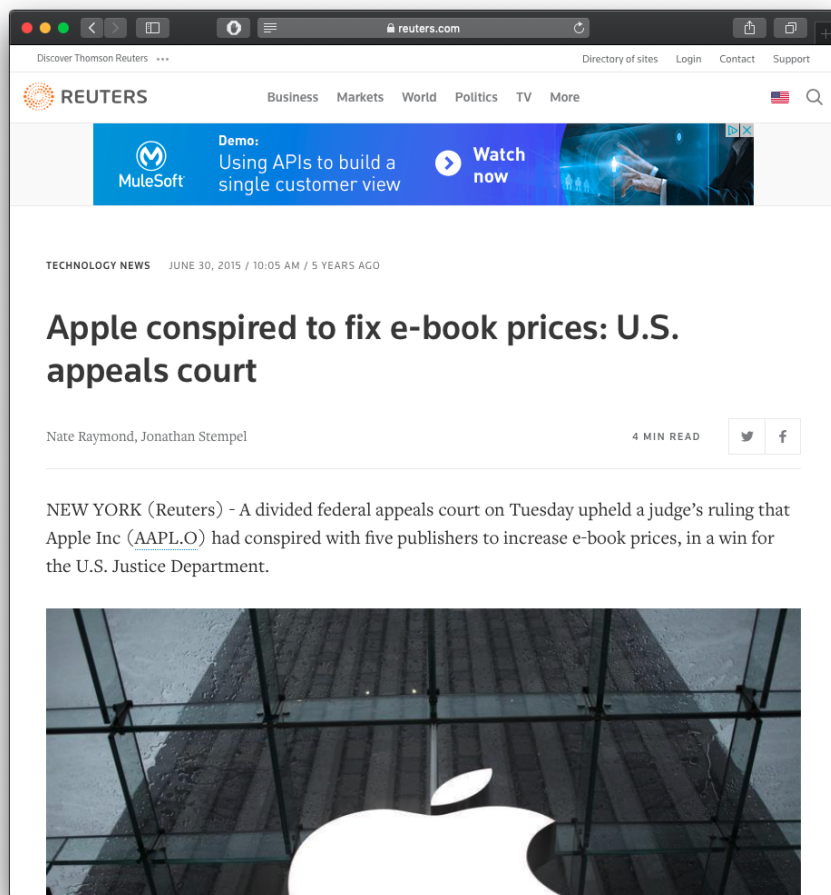 reuters.com
Discover Thomson Reuters •••
Directory of sites Login Contact Support
REUTERS
Business Markets World Politics TV More
MuleSoft
Demo:
Using APIs to build a
single customer view
Watch
now
TECHNOLOGY NEWS JUNE 30, 2015 / 10:05 AM / 5 YEARS AGO
Apple conspired to fix e-book prices: U.S.
appeals court
Nate Raymond, Jonathan Stempel
4 MIN READ
NEW YORK (Reuters) - A divided federal appeals court on Tuesday upheld a judge’s ruling that
Apple Inc (AAPL.O) had conspired with five publishers to increase e-book prices, in a win for
the U.S. Justice Department.